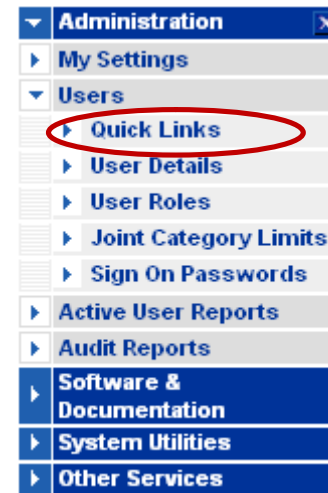 Administration
My Settings
Users
Quick Links
User Details
User Roles
Joint Category Limits
Sign On Passwords
Active User Reports
Audit Reports
Software &
Documentation
System Utilities
Other Services